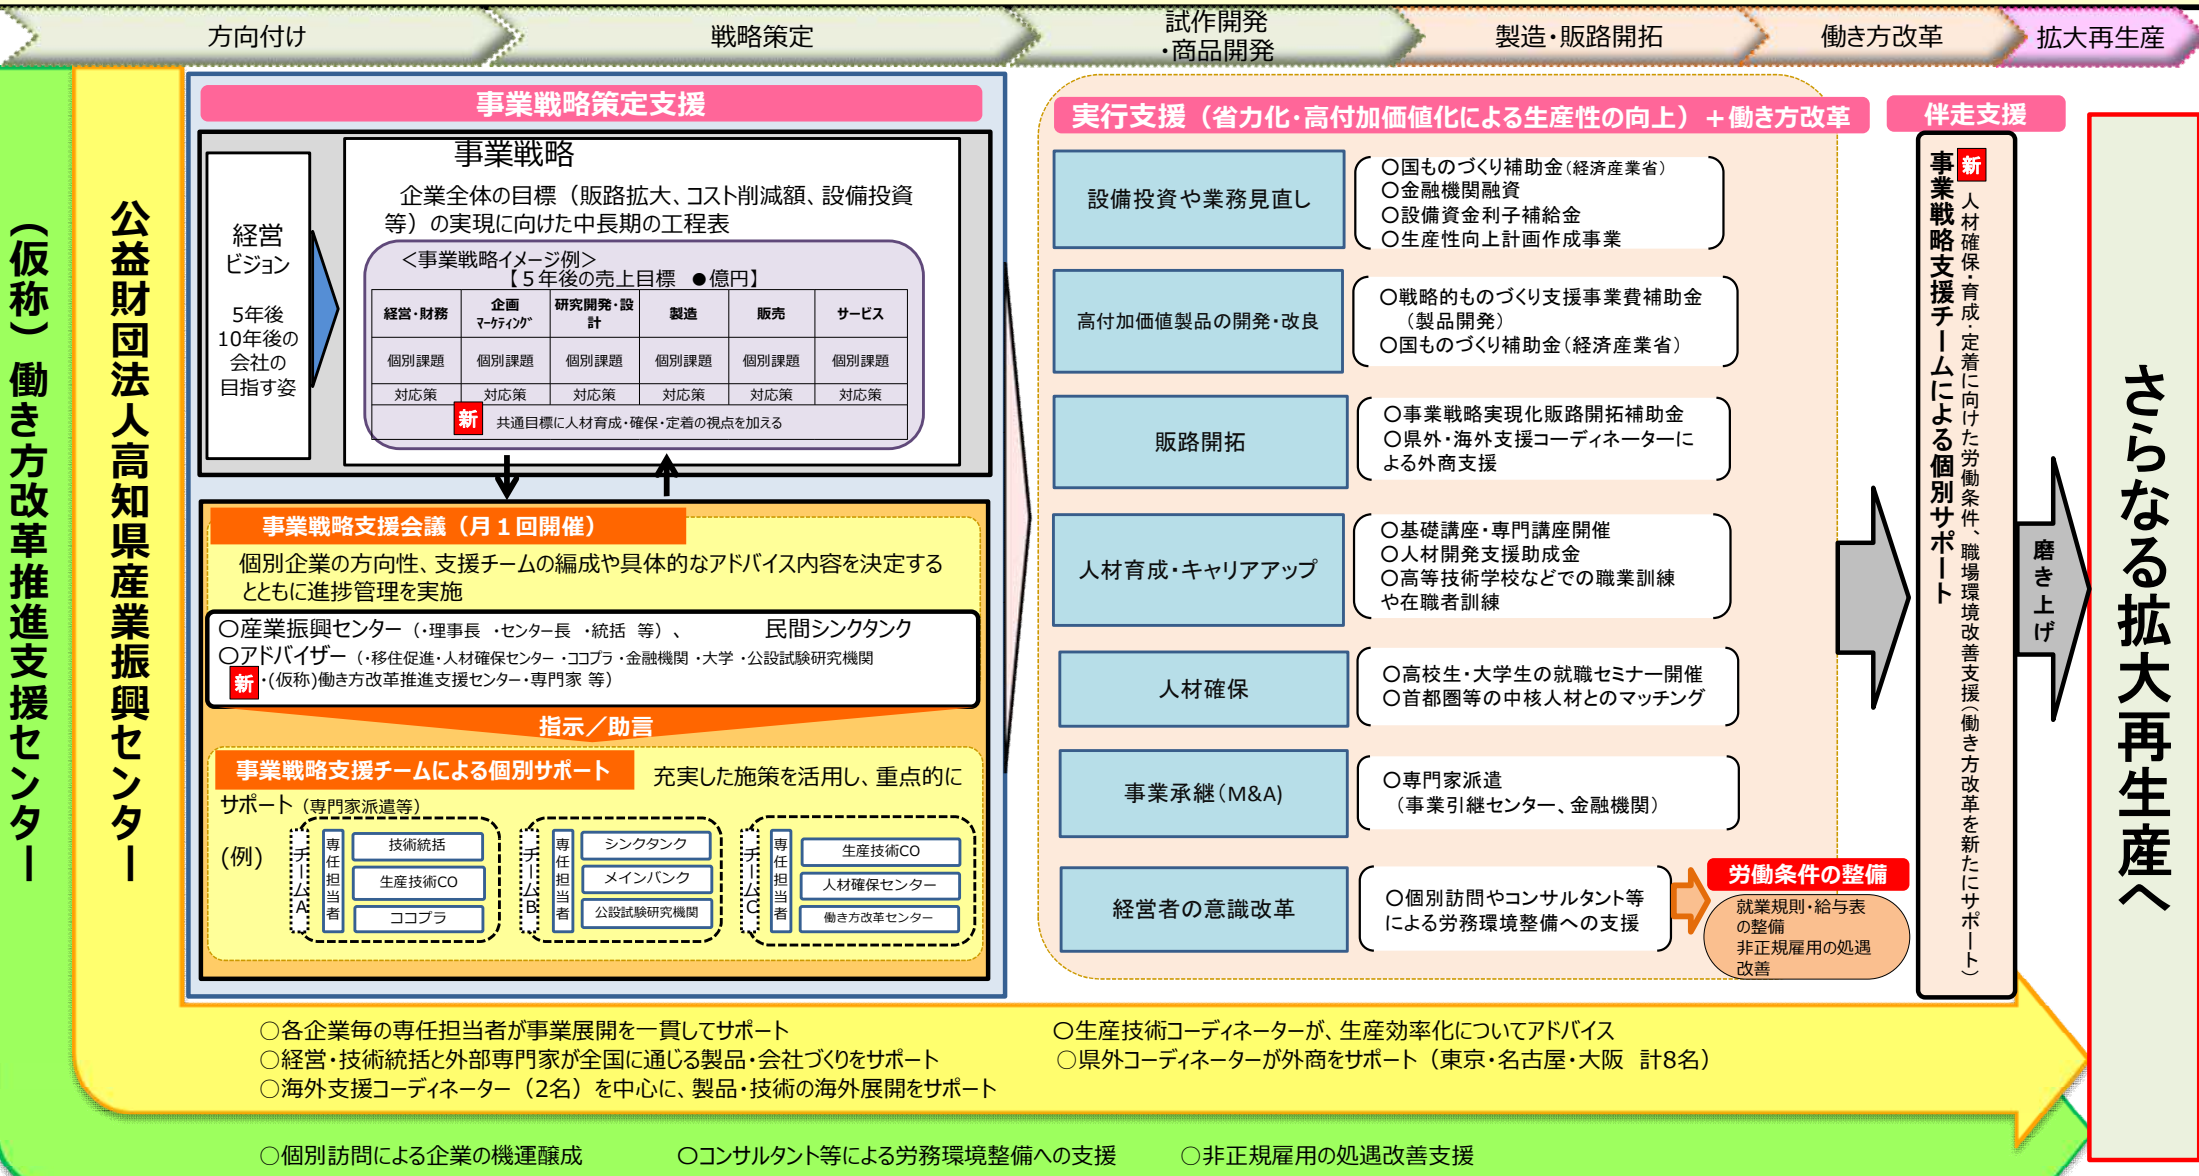 方向付け
戦略策定
試作開発
・商品開発
製造・販路開拓
働き方改革
拡大再生産
(仮称)働き方改革推進支援センター
公益財団法人高知県産業振興センター
事業戦略策定支援
経営
ビジョン
5年後
10年後の
会社の
目指す姿
事業戦略
企業全体の目標（販路拡大、コスト削減額、設備投資
等）の実現に向けた中長期の工程表
＜事業戦略イメージ例＞
【５年後の売上目標　●億円】
経営・財務　企画　研究開発・設　製造　販売　サービス
マーケティング　計
個別課題　個別課題　個別課題　個別課題　個別課題　個別課題
対応策　対応策　対応策　対応策　対応策　対応策
新　共通目標に人材育成・確保・定着の視点を加える
事業戦略支援会議（月１回開催）
個別企業の方向性、支援チームの編成や具体的なアドバイス内容を決定する
とともに進捗管理を実施
○産業振興センター（・理事長　・センター長　・統括　等）、　民間シンクタンク
○アドバイザー（・移住促進・人材確保センター・ココプラ・金融機関・大学・公設試験研究機関
新・(仮称)働き方改革推進支援センター・専門家 等）
指示／助言
事業戦略支援チームによる個別サポート　充実した施策を活用し、重点的に
サポート（専門家派遣等）
(例)
チームA
専任担当者
技術統括
生産技術CO
ココプラ
チームB
専任担当者
シンクタンク
メインバンク
公設試験研究機関
チームC
専任担当者
生産技術CO
人材確保センター
働き方改革センター
実行支援（省力化・高付加価値化による生産性の向上）＋働き方改革
設備投資や業務見直し
○国ものづくり補助金（経済産業省）
○金融機関融資
○設備資金利子補給金
○生産性向上計画作成事業
高付加価値製品の開発・改良
○戦略的ものづくり支援事業費補助金
（製品開発）
○国ものづくり補助金（経済産業省）
販路開拓
○事業戦略実現化販路開拓補助金
○県外・海外支援コーディネーターに
よる外商支援
人材育成・キャリアアップ
○基礎講座・専門講座開催
○人材開発支援助成金
○高等技術学校などでの職業訓練
や在職者訓練
人材確保
○高校生・大学生の就職セミナー開催
○首都圏等の中核人材とのマッチング
事業承継（M&A)
○専門家派遣
（事業引継センター、金融機関）
経営者の意識改革
○個別訪問やコンサルタント等
による労務環境整備への支援
労働条件の整備
就業規則・給与表
の整備
非正規雇用の処遇
改善
伴走支援
新
事業戦略支援チームによる個別サポート
人材確保・育成・定着に向けた労働条件、職場環境改善支援（働き方改革を新たにサポート）
磨き上げ
さらなる拡大再生産へ
○各企業毎の専任担当者が事業展開を一貫してサポート
○経営・技術統括と外部専門家が全国に通じる製品・会社づくりをサポート
○海外支援コーディネーター（2名）を中心に、製品・技術の海外展開をサポート
○生産技術コーディネーターが、生産効率化についてアドバイス
○県外コーディネーターが外商をサポート（東京・名古屋・大阪　計8名）
○個別訪問による企業の機運醸成　○コンサルタント等による労務環境整備への支援　○非正規雇用の処遇改善支援